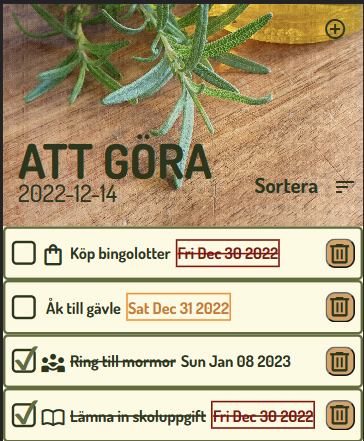 ATT GÖRA
2022-12-14
Sortera
Köp bingolotter Fri Dec 30 2022
Åk till gävle Sat Dec 31 2022
Ring till mormor Sun Jan 08 2023
Lämna in skoluppgift Fri Dec 30 2022